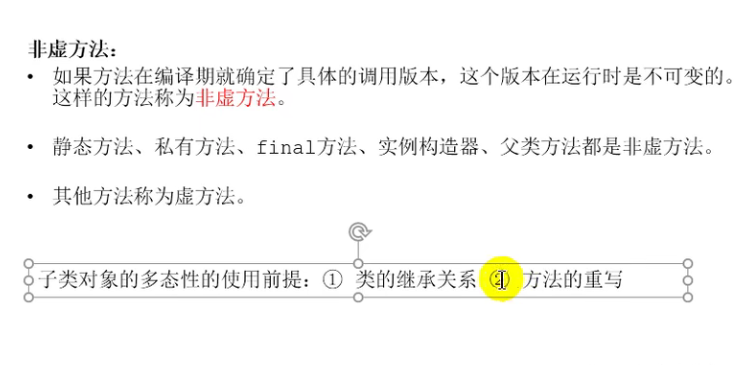 非虚方法：
• 如果方法在编译期就确定了具体的调用版本，这个版本在运行时是不可变的。
这样的方法称为非虚方法。
• 静态方法、私有方法、final方法、实例构造器、父类方法都是非虚方法。
• 其他方法称为虚方法。
子类对象的多态性的使用前提：① 类的继承关系 ② 方法的重写